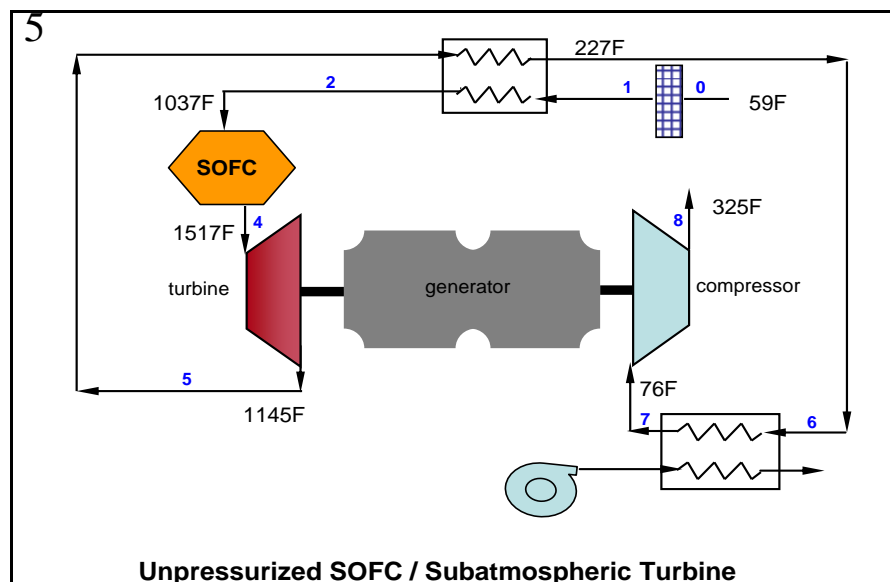 5
227F
2
1
0
1037F
59F
SOFC
1517F
4
8
325F
turbine
generator
compressor
5
1145F
76F
7
6
Unpressurized SOFC / Subatmospheric Turbine